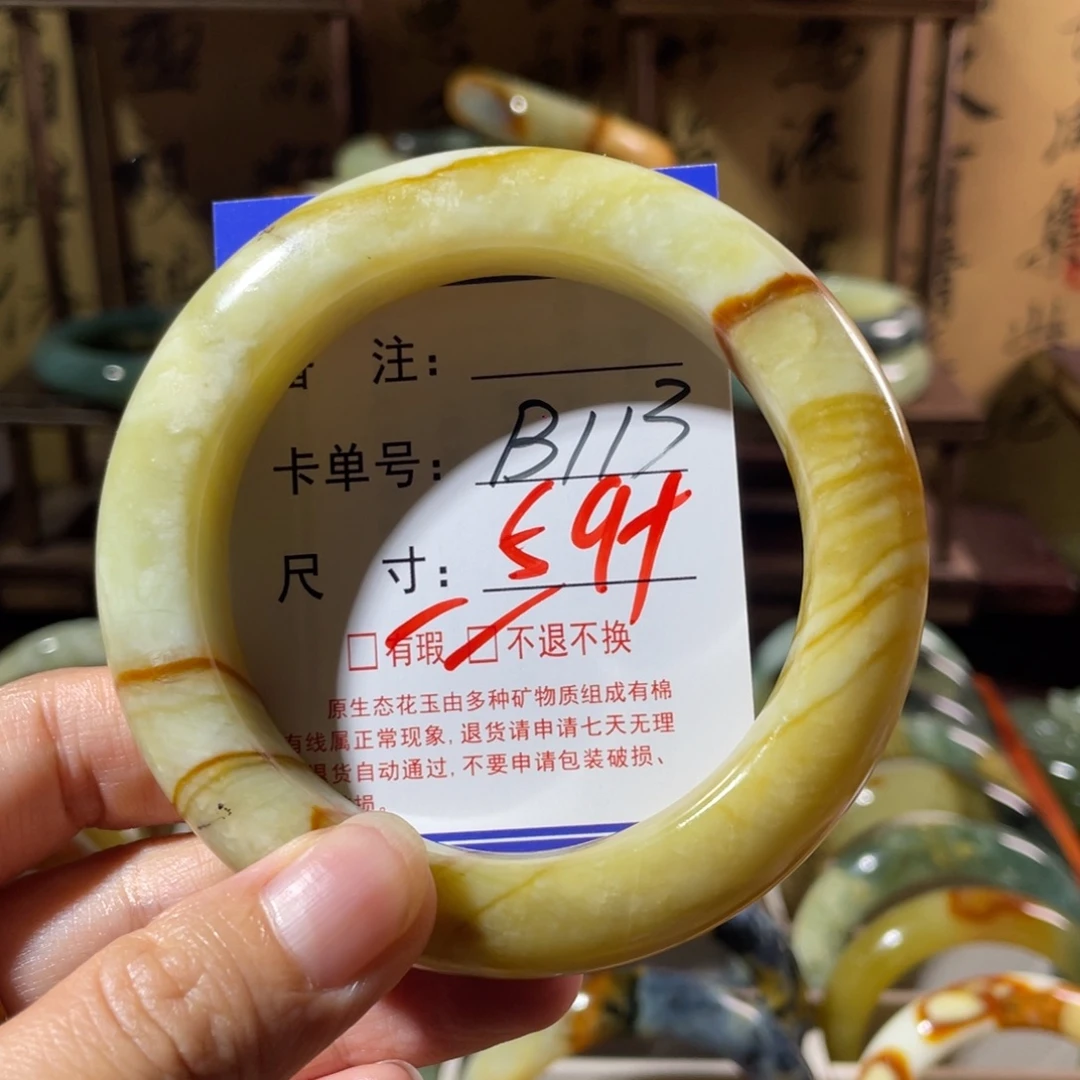 注：
卡单号：B113
尺 寸：59+
□有瑕 □不退不换
原生态花玉由多种矿物质组成有棉
有线属正常现象,退货请申请七天无理
退货自动通过,不要申请包装破损、
损。